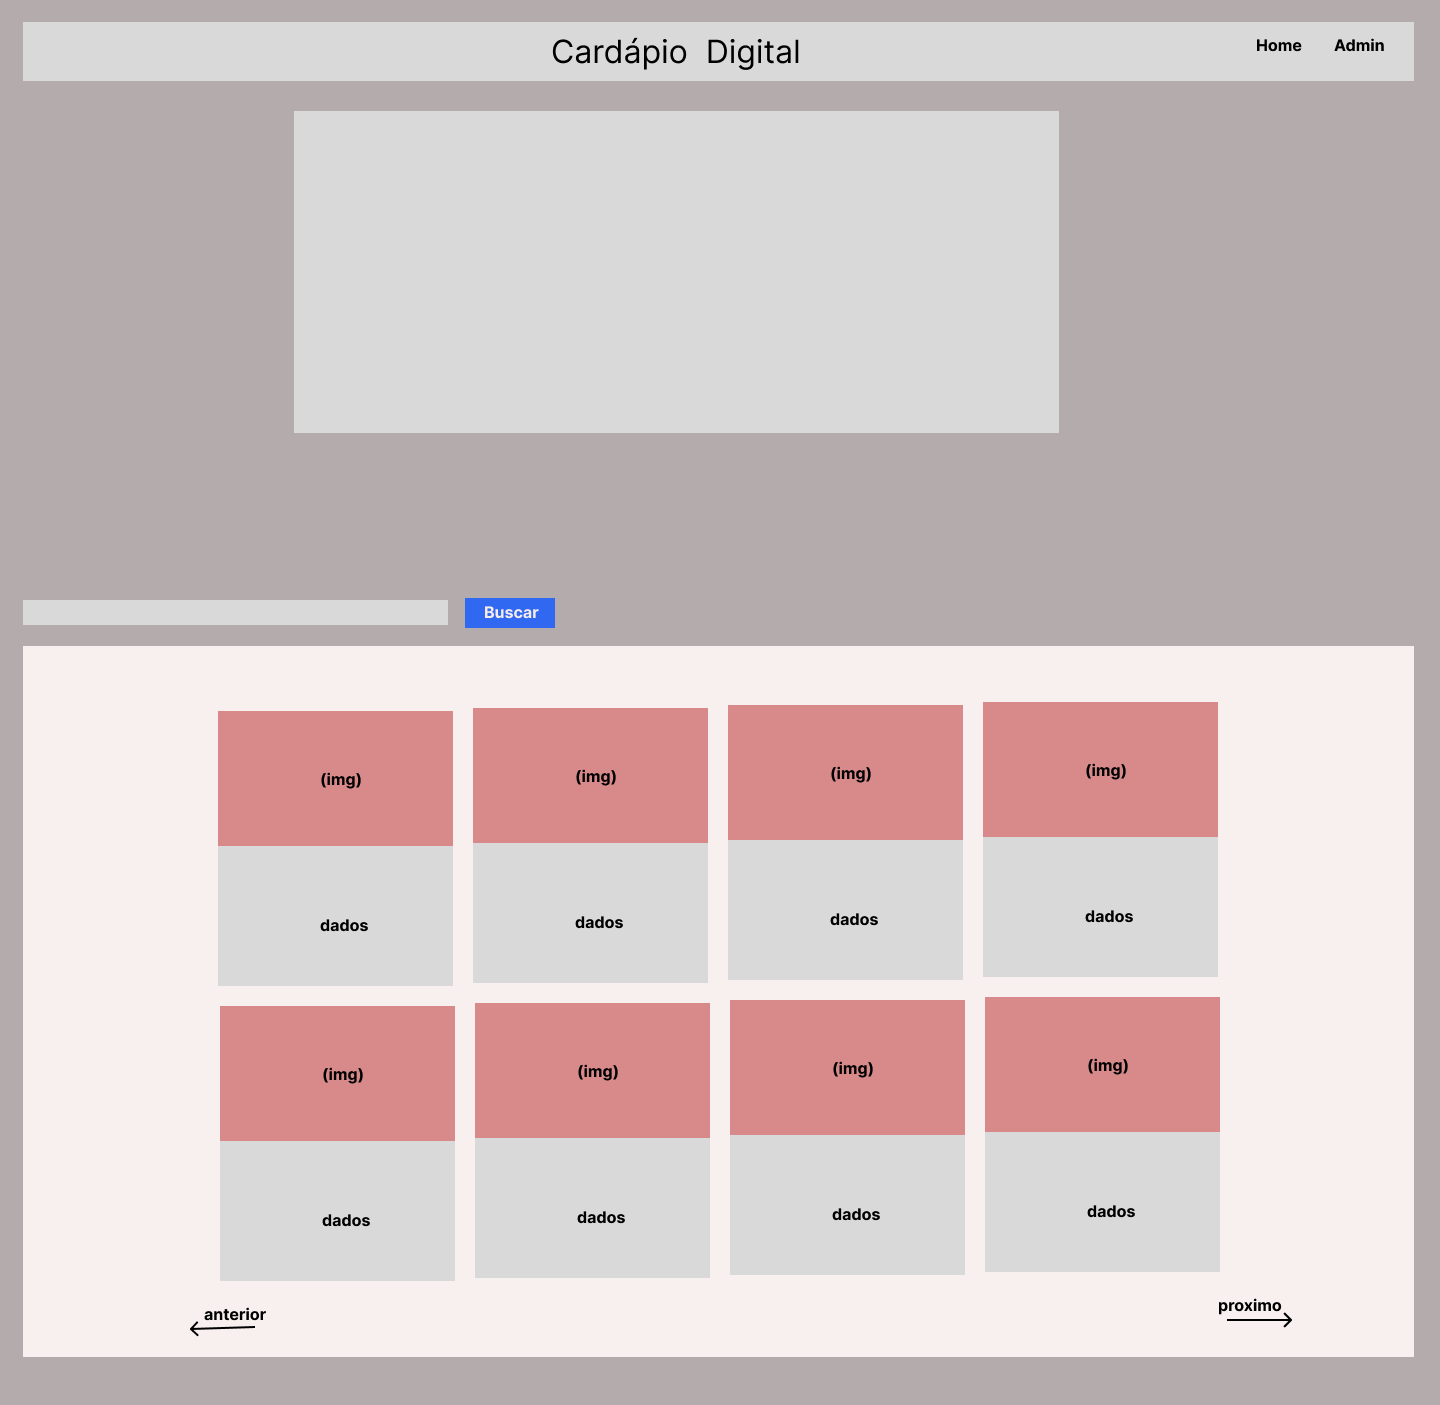 Cardápio Digital
Home Admin
Buscar
(img) (img) (img) (img)
dados dados dados dados
(img) (img) (img) (img)
dados dados dados dados
anterior
proximo